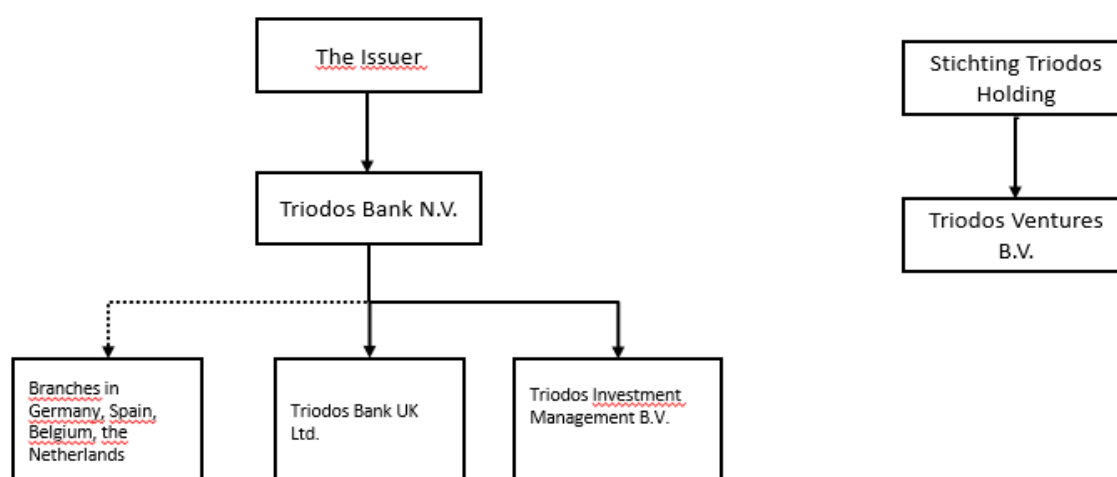 The Issuer
Stichting Triodos
Holding
Triodos Bank N.V.
Triodos Ventures
B.V.
Branches in
Germany, Spain,
Belgium, the
Netherlands
Triodos Bank UK
Ltd.
Triodos Investment
Management B.V.